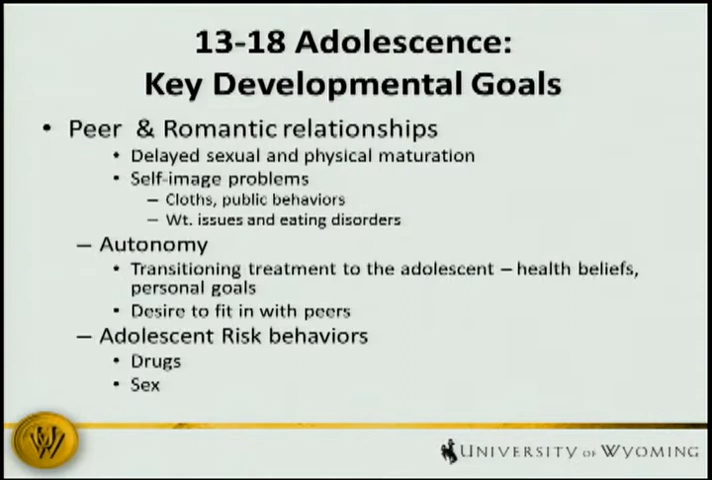 13-18 Adolescence:
Key Developmental Goals
• Peer & Romantic relationships
• Delayed sexual and physical maturation
• Self-image problems
– Cloths, public behaviors
– Wt. issues and eating disorders
– Autonomy
• Transitioning treatment to the adolescent – health beliefs,
personal goals
• Desire to fit in with peers
– Adolescent Risk behaviors
• Drugs
• Sex
W
UNIVERSITY OF WYOMING